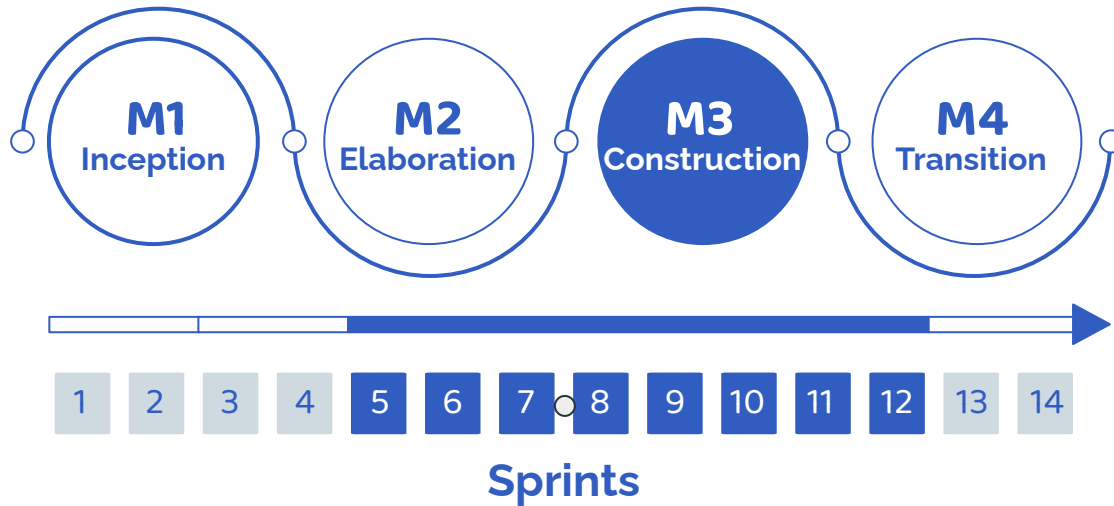 M1
Inception
M2
Elaboration
M3
Construction
M4
Transition
1 2 3 4 5 6 7 8 9 10 11 12 13 14
Sprints